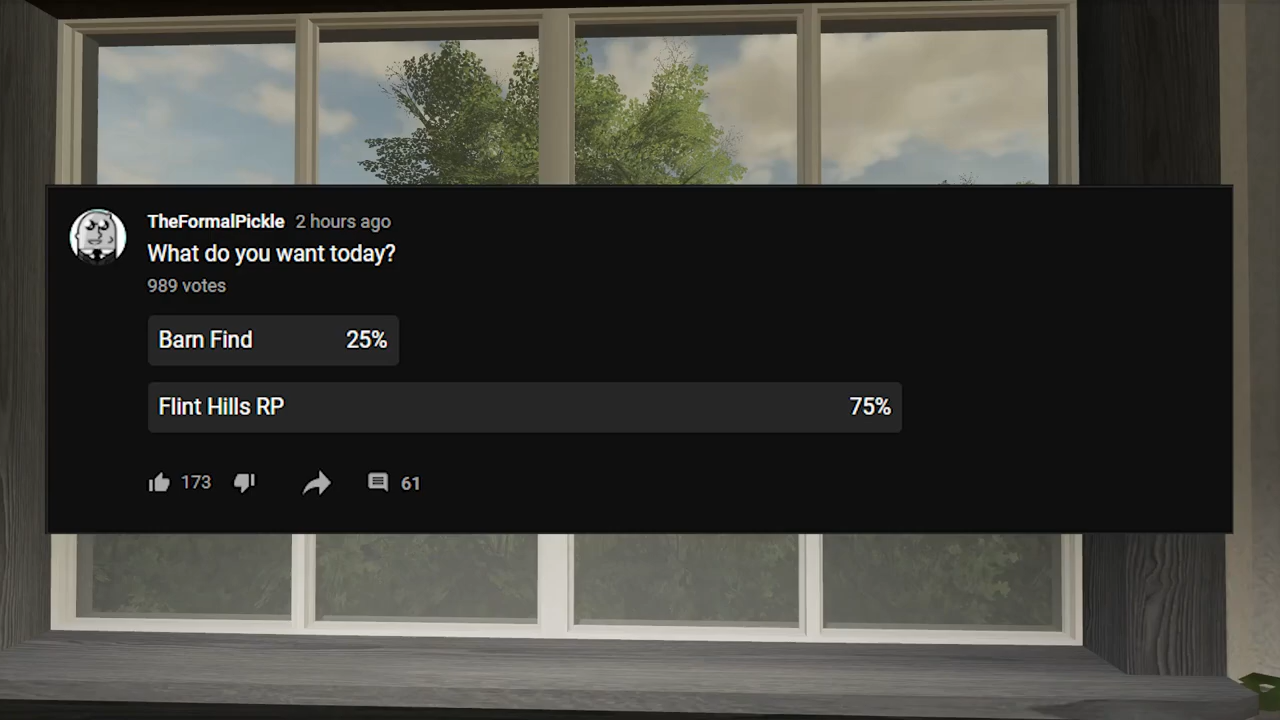 TheFormalPickle 2 hours ago
What do you want today?
989 votes
Barn Find 25%
Flint Hills RP 75%
173 61